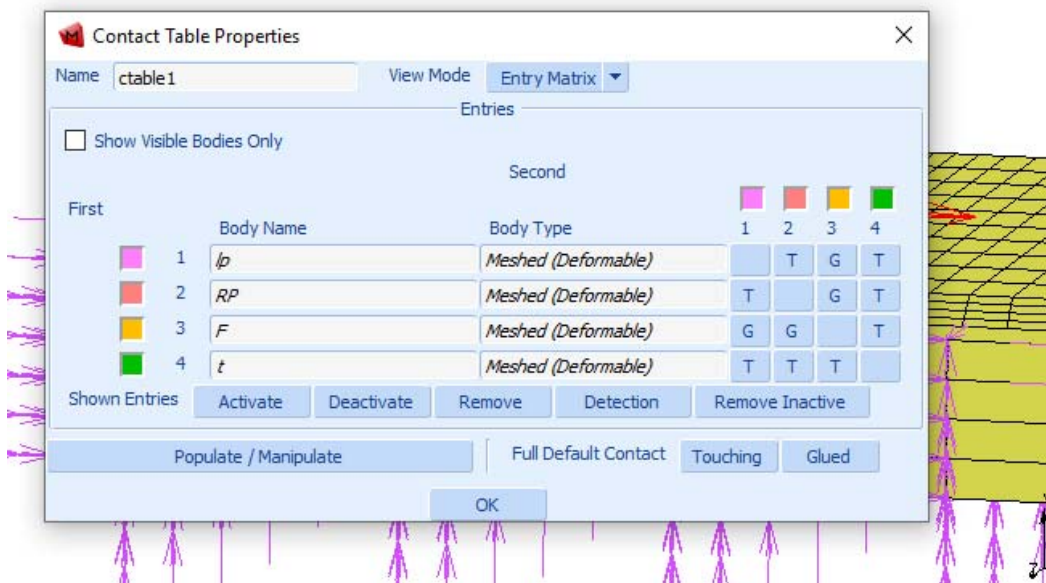 Contact Table Properties
Name ctable1 View Mode Entry Matrix
Entries
Show Visible Bodies Only
Second
First
Body Name Body Type 1 2 3 4
1 lp Meshed (Deformable) T G T
2 RP Meshed (Deformable) T G T
3 F Meshed (Deformable) G G T
4 t Meshed (Deformable) T T T
Shown Entries Activate Deactivate Remove Detection Remove Inactive
Populate / Manipulate Full Default Contact Touching Glued
OK
Z